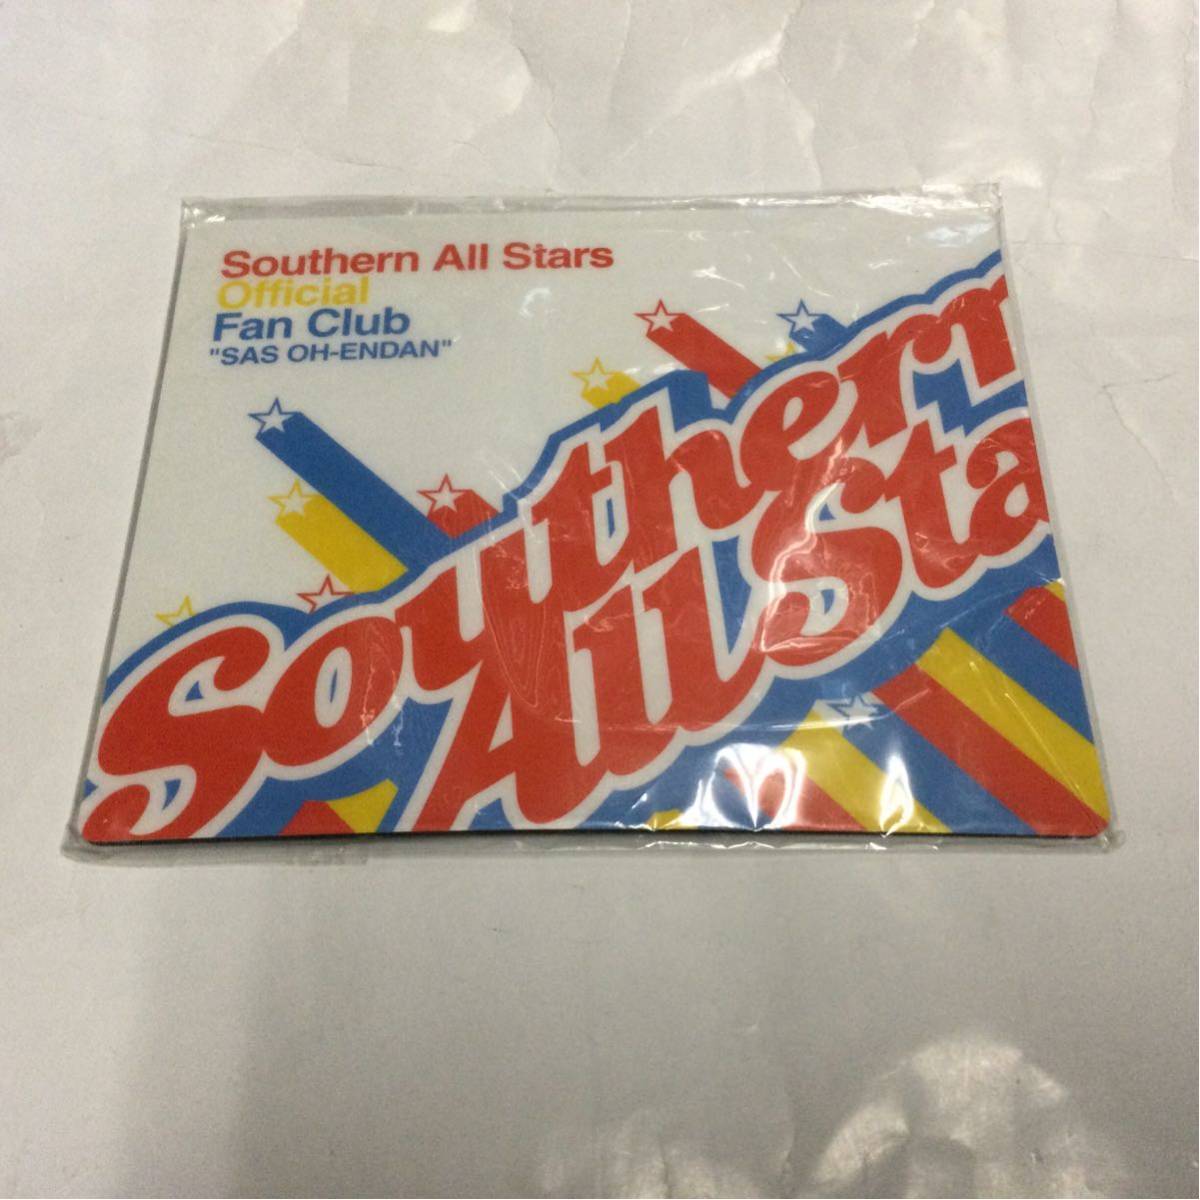 Southern All Stars
Official
Fan Club
"SAS OH-ENDAN"
Southern
All Sta